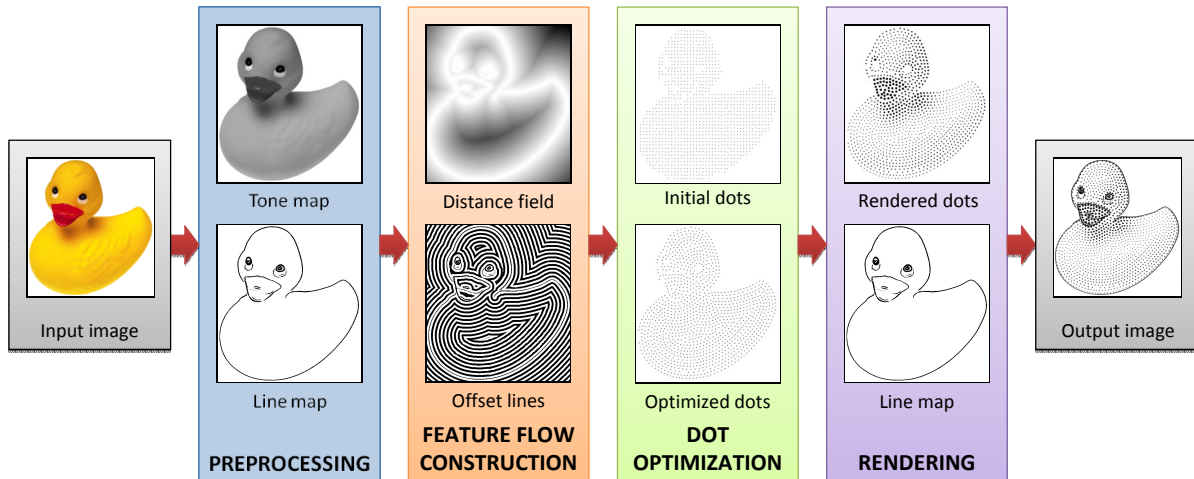 Input image
Tone map
Line map
PREPROCESSING
Distance field
Offset lines
FEATURE FLOW
CONSTRUCTION
Initial dots
Optimized dots
DOT
OPTIMIZATION
Rendered dots
Line map
RENDERING
Output image